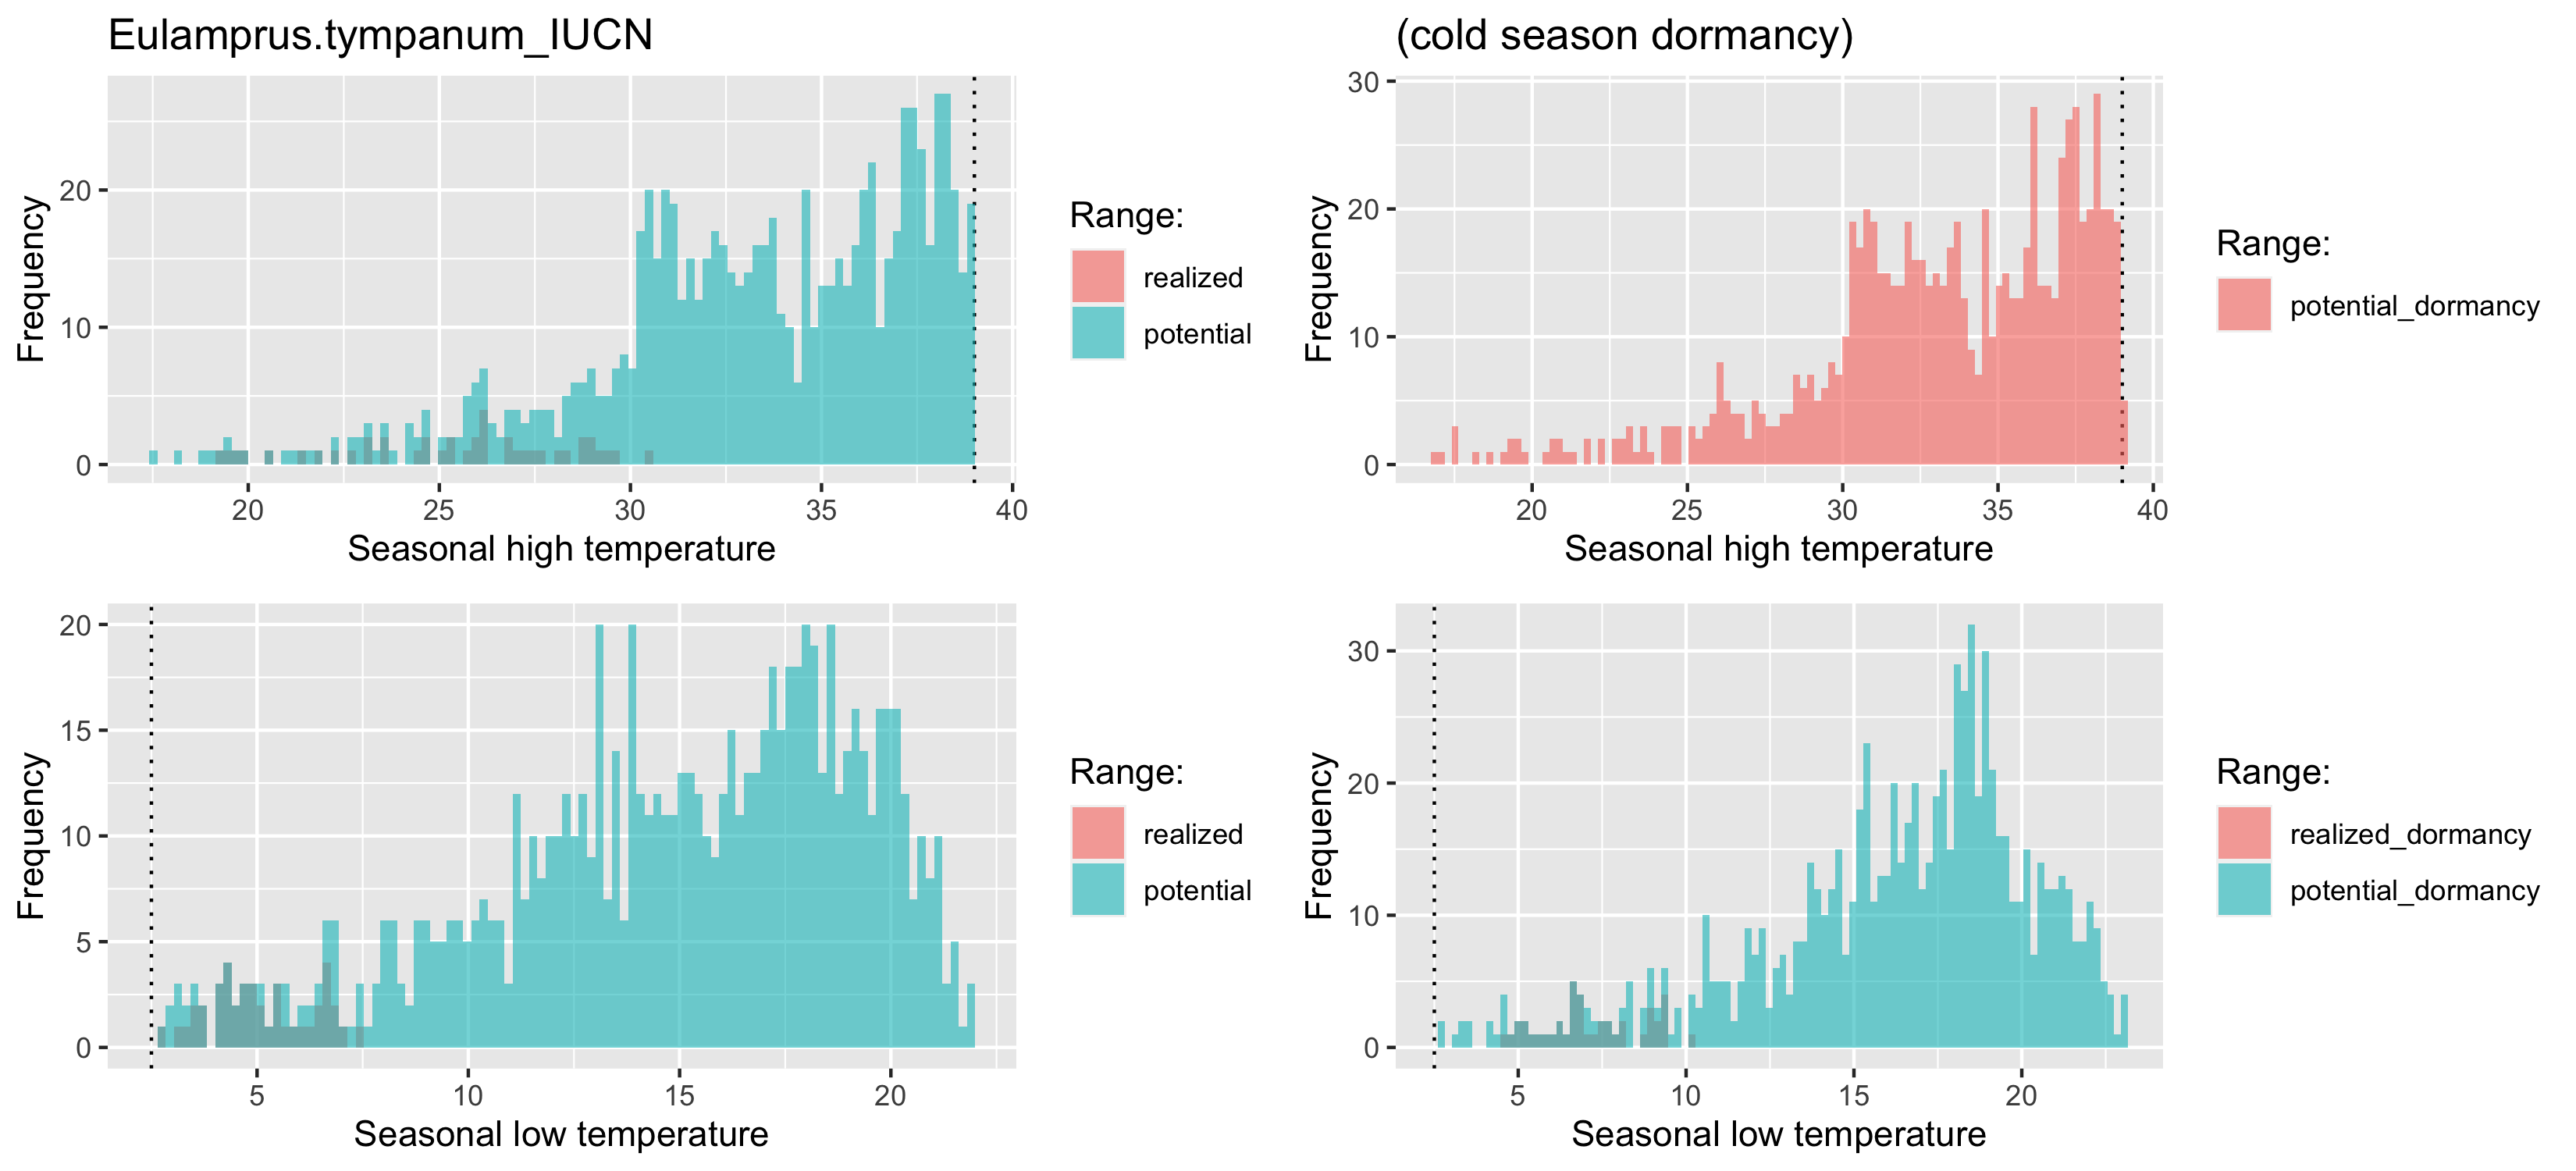 Eulamprus.tympanum_IUCN
Frequency
20
10
0
20
25
30
35
40
Seasonal high temperature
Range:
realized
potential
(cold season dormancy)
Frequency
30
20
10
0
20
25
30
35
40
Seasonal high temperature
Range:
potential_dormancy
Frequency
20
15
10
5
0
5
10
15
20
Seasonal low temperature
Range:
realized
potential
Frequency
30
20
10
0
5
10
15
20
Seasonal low temperature
Range:
realized_dormancy
potential_dormancy